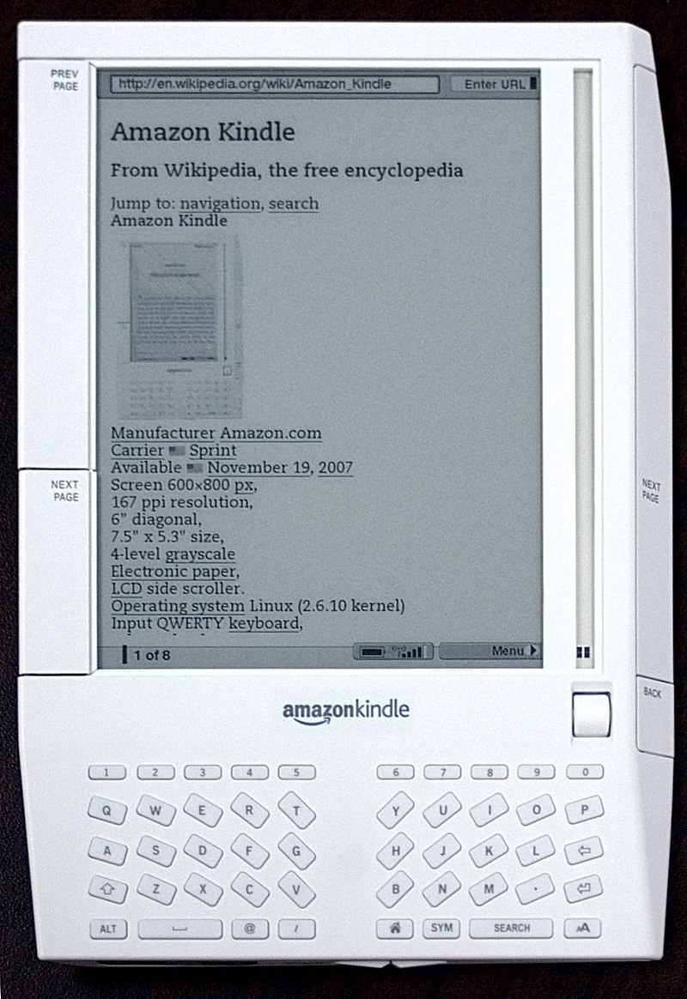 PREV
PAGE
http://en.wikipedia.org/wiki/Amazon_Kindle
Enter URL
Amazon Kindle
From Wikipedia, the free encyclopedia
Jump to: navigation, search
Amazon Kindle
Manufacturer Amazon.com
Carrier Sprint
Available November 19, 2007
Screen 600×800 px,
167 ppi resolution,
6" diagonal,
7.5" x 5.3" size,
4-level grayscale
Electronic paper,
LCD side scroller.
Operating system Linux (2.6.10 kernel)
Input QWERTY keyboard,
1 of 8
Menu
NEXT
PAGE
NEXT
PAGE
BACK
amazonkindle
1 2 3 4 5 6 7 8 9 0
Q W E R T Y U I O P
A S D F G H J K L
Z X C V B N M .
ALT @ / SYM SEARCH AA